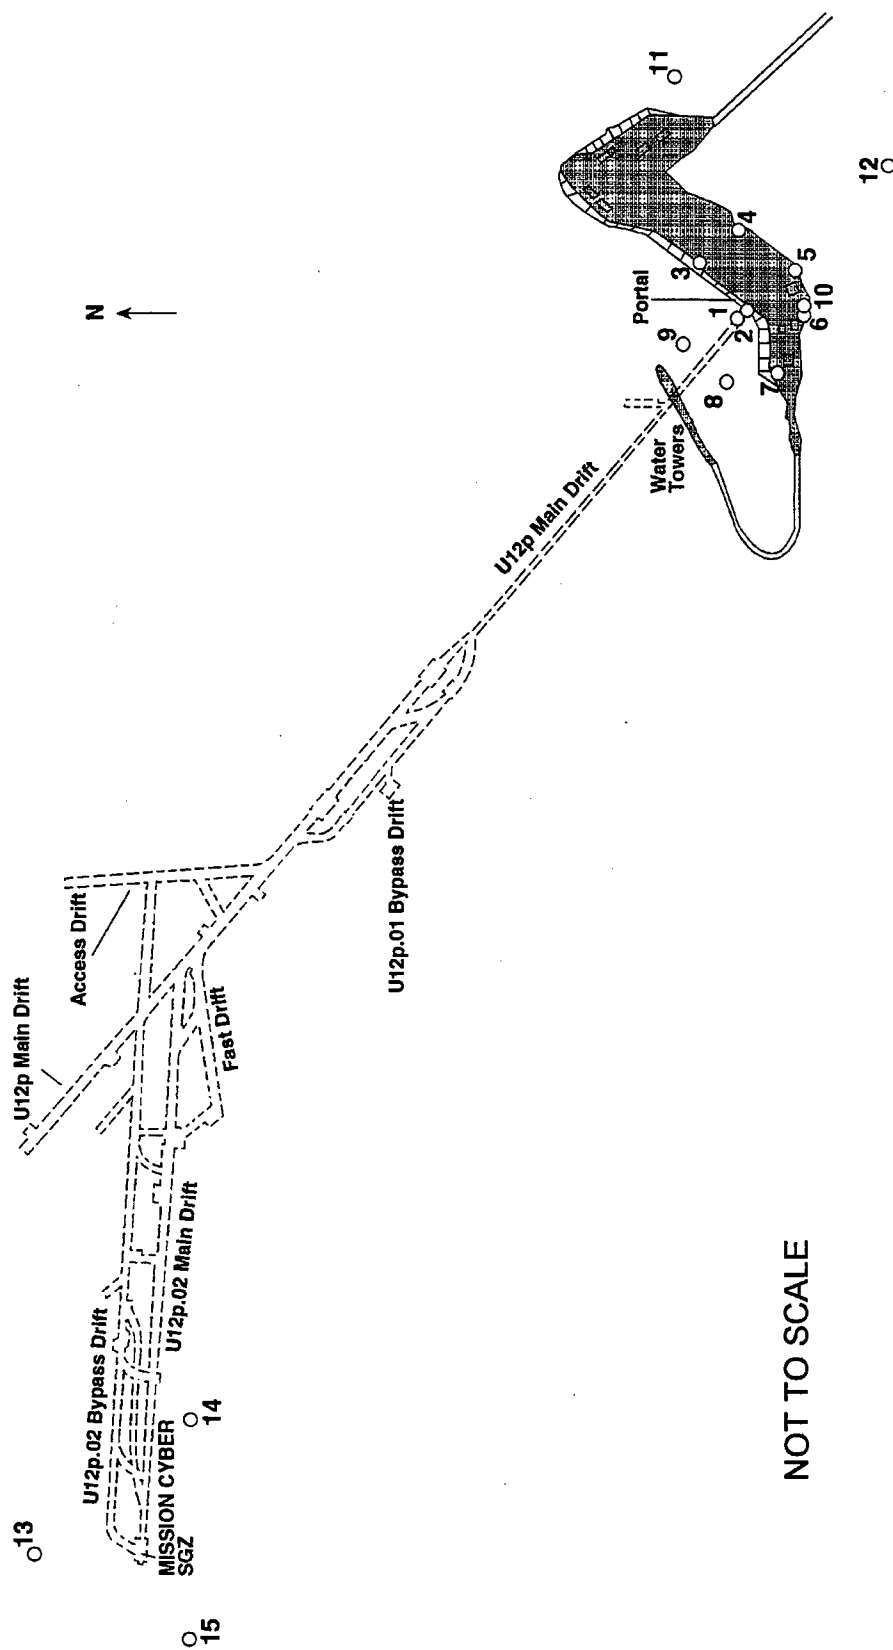 13
15
14
MISSION CYBER
SGZ
U12p.02 Bypass Drift
U12p.02 Main Drift
U12p Main Drift
Access Drift
Fast Drift
U12p.01 Bypass Drift
U12p Main Drift
N
Water
Towers
Portal
8
9
1
2
3
4
5
10
6
7
11
12
NOT TO SCALE